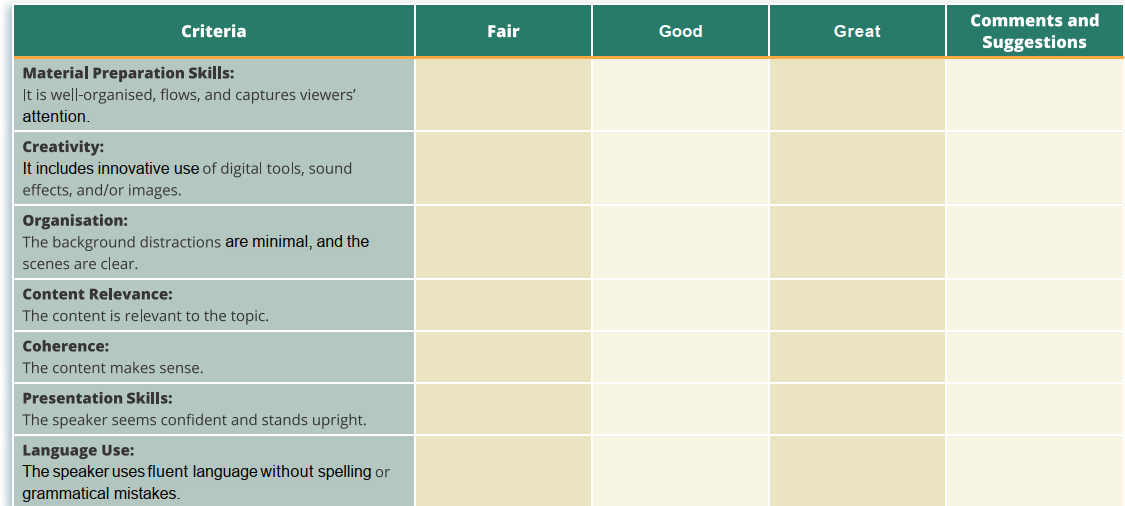 Criteria Fair Good Great Comments and
Suggestions
Material Preparation Skills:
It is well-organised, flows, and captures viewers’
attention.
Creativity:
It includes innovative use of digital tools, sound
effects, and/or images.
Organisation:
The background distractions are minimal, and the
scenes are clear.
Content Relevance:
The content is relevant to the topic.
Coherence:
The content makes sense.
Presentation Skills:
The speaker seems confident and stands upright.
Language Use:
The speaker uses fluent language without spelling or
grammatical mistakes.